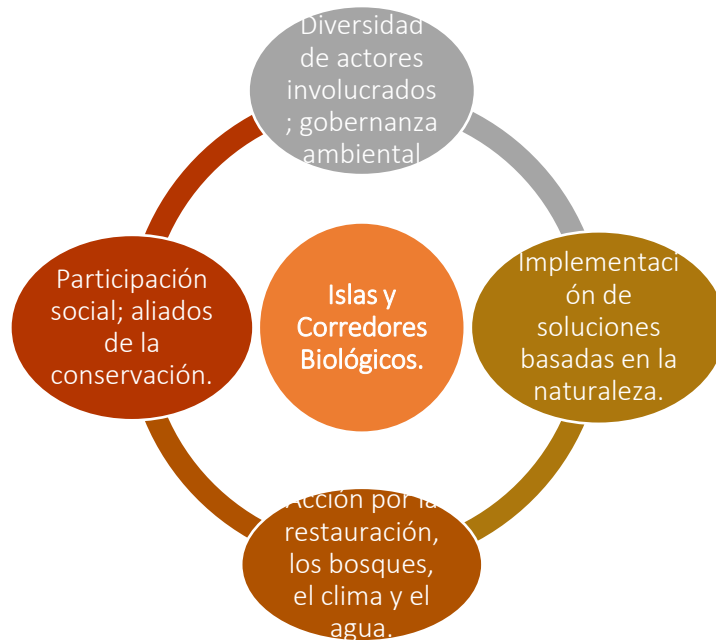 Diversidad
de actores
involucrados
; gobernanza
ambiental
Participación
social; aliados
de la
conservación.
Islas y
Corredores
Biológicos.
Implementaci
ón de
soluciones
basadas en la
naturaleza.
Acción por la
restauración,
los bosques,
el clima y el
agua.